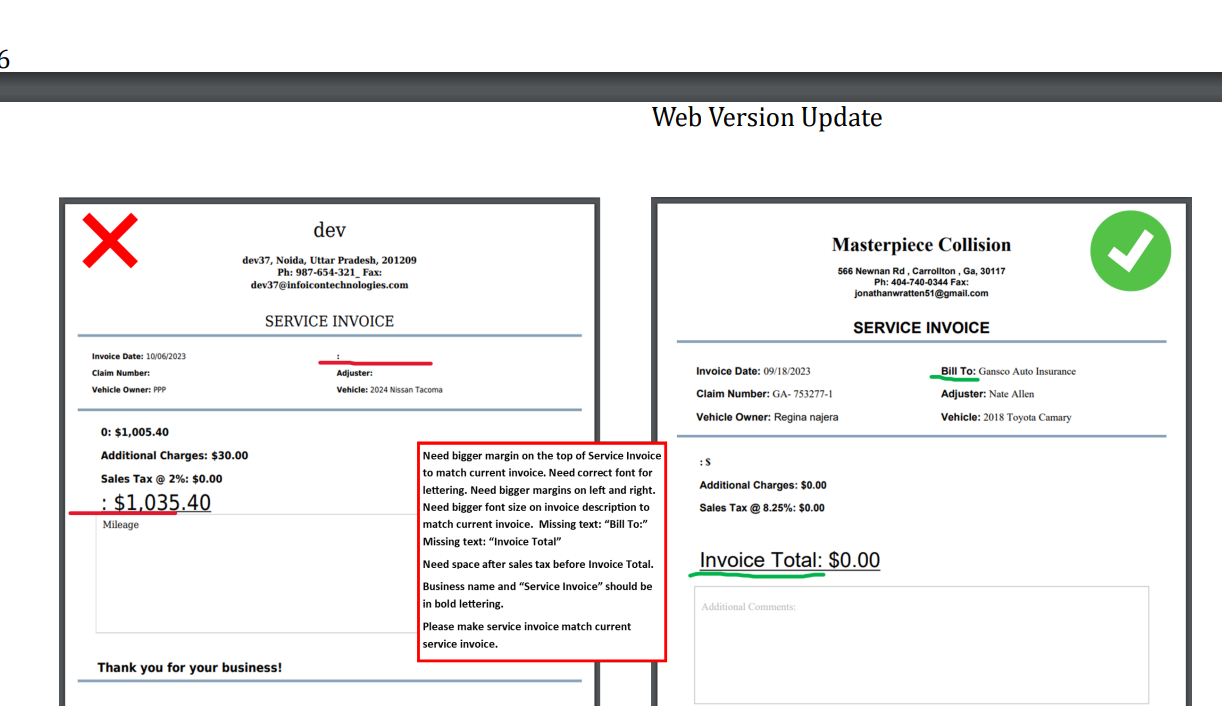 6
Web Version Update
dev
dev37, Noida, Uttar Pradesh, 201209
Ph: 987-654-321_ Fax:
dev37@infoicontechnologies.com
SERVICE INVOICE
Invoice Date: 10/06/2023 :
Claim Number: Adjuster:
Vehicle Owner: PPP Vehicle: 2024 Nissan Tacoma
0: $1,005.40
Additional Charges: $30.00
Sales Tax @ 2%: $0.00
: $1,035.40
Mileage
Thank you for your business!
Need bigger margin on the top of Service Invoice
to match current invoice. Need correct font for
lettering. Need bigger margins on left and right.
Need bigger font size on invoice description to
match current invoice.  Missing text: “Bill To:”
Missing text: “Invoice Total”
Need space after sales tax before Invoice Total.
Business name and “Service Invoice” should be
in bold lettering.
Please make service invoice match current
service invoice.
Masterpiece Collision
566 Newnan Rd , Carrollton , Ga, 30117
Ph: 404-740-0344 Fax:
jonathanwratten51@gmail.com
SERVICE INVOICE
Invoice Date: 09/18/2023 Bill To: Gansco Auto Insurance
Claim Number: GA- 753277-1 Adjuster: Nate Allen
Vehicle Owner: Regina najera Vehicle: 2018 Toyota Camary
: $
Additional Charges: $0.00
Sales Tax @ 8.25%: $0.00
Invoice Total: $0.00
Additional Comments: